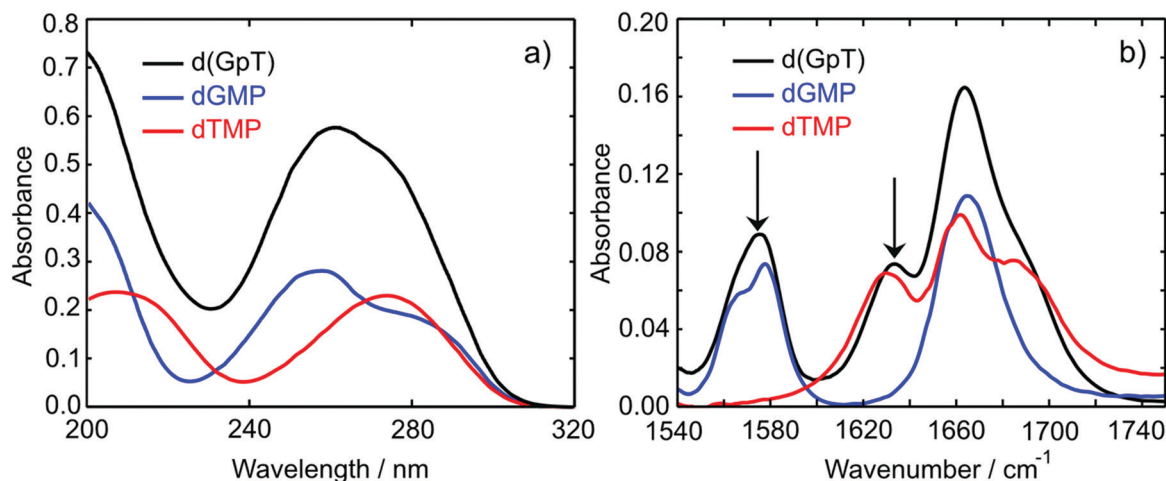 a)
d(GpT)
dGMP
dTMP
Absorbance
0.8
0.7
0.6
0.5
0.4
0.3
0.2
0.1
0.0
200
240
280
320
Wavelength / nm
b)
d(GpT)
dGMP
dTMP
Absorbance
0.20
0.16
0.12
0.08
0.04
0.00
1540
1580
1620
1660
1700
1740
Wavenumber / cm⁻¹